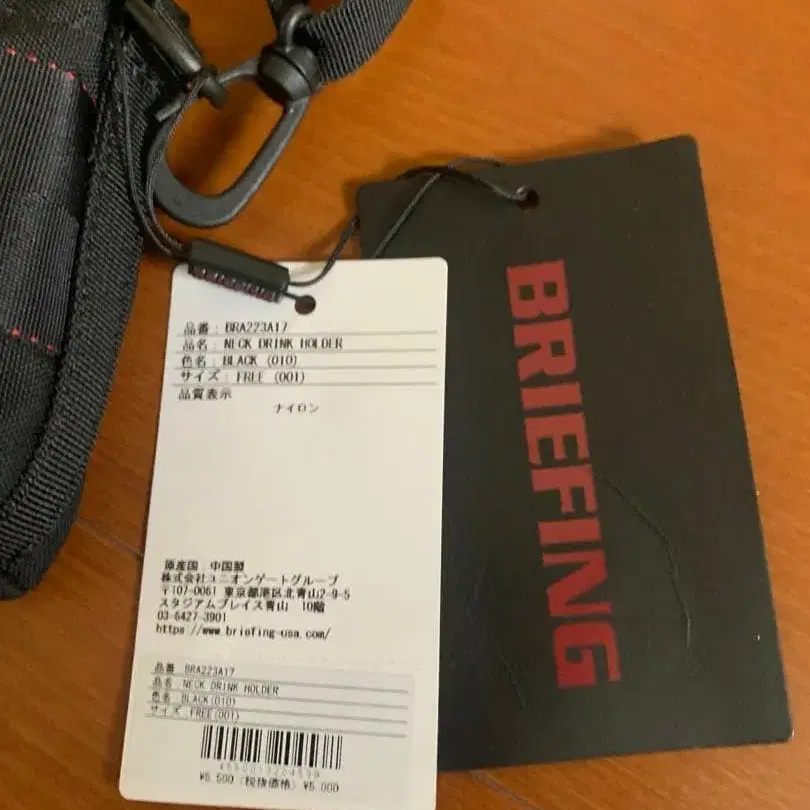 品番 : BRA223A17
品名 : NECK DRINK HOLDER
色名 : BLACK (010)
サイズ : FREE (001)
品質表示
ナイロン
原産国 : 中国製
株式会社ユニオンゲートグループ
〒107-0061 東京都港区北青山2-9-5
スタジアムプレイス青山 10階
03-6427-3901
https://www.briefing-usa.com/
品番 BRA223A17
品名 NECK DRINK HOLDER
色名 BLACK(010)
サイズ FREE(001)
¥5,500 (税抜価格) ¥5,000
BRIEFING